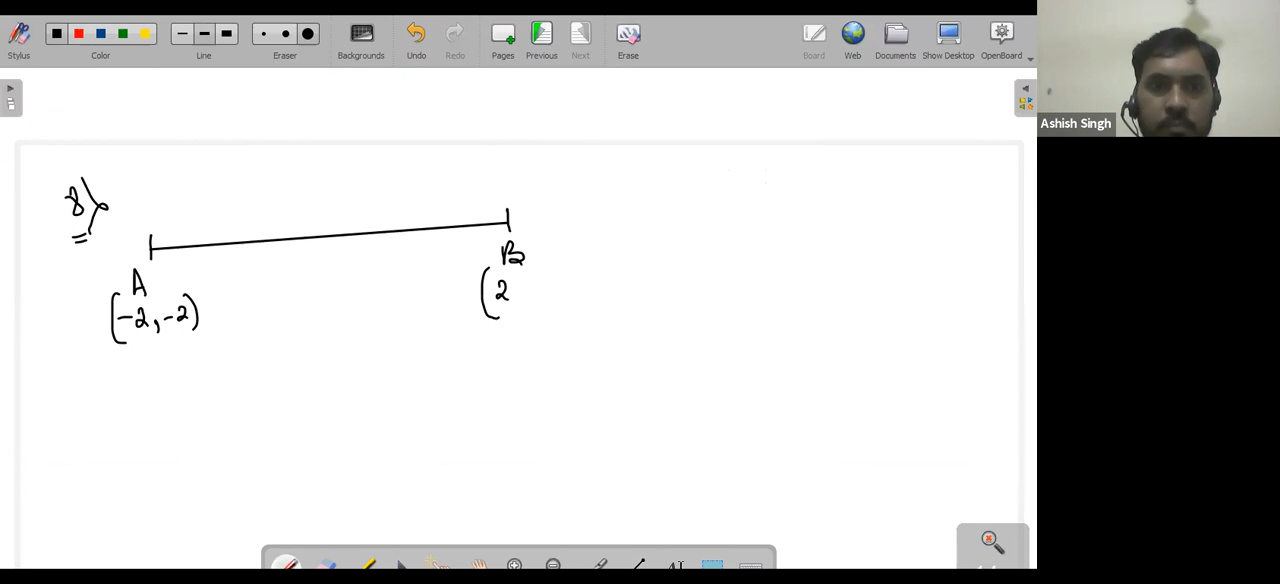 Stylus
Color
Line
Eraser
Backgrounds
Undo
Redo
Pages
Previous
Next
Erase
Board
Web
Documents
Show Desktop
OpenBoard
Ashish Singh
8)
A
(-2, -2)
B
(2